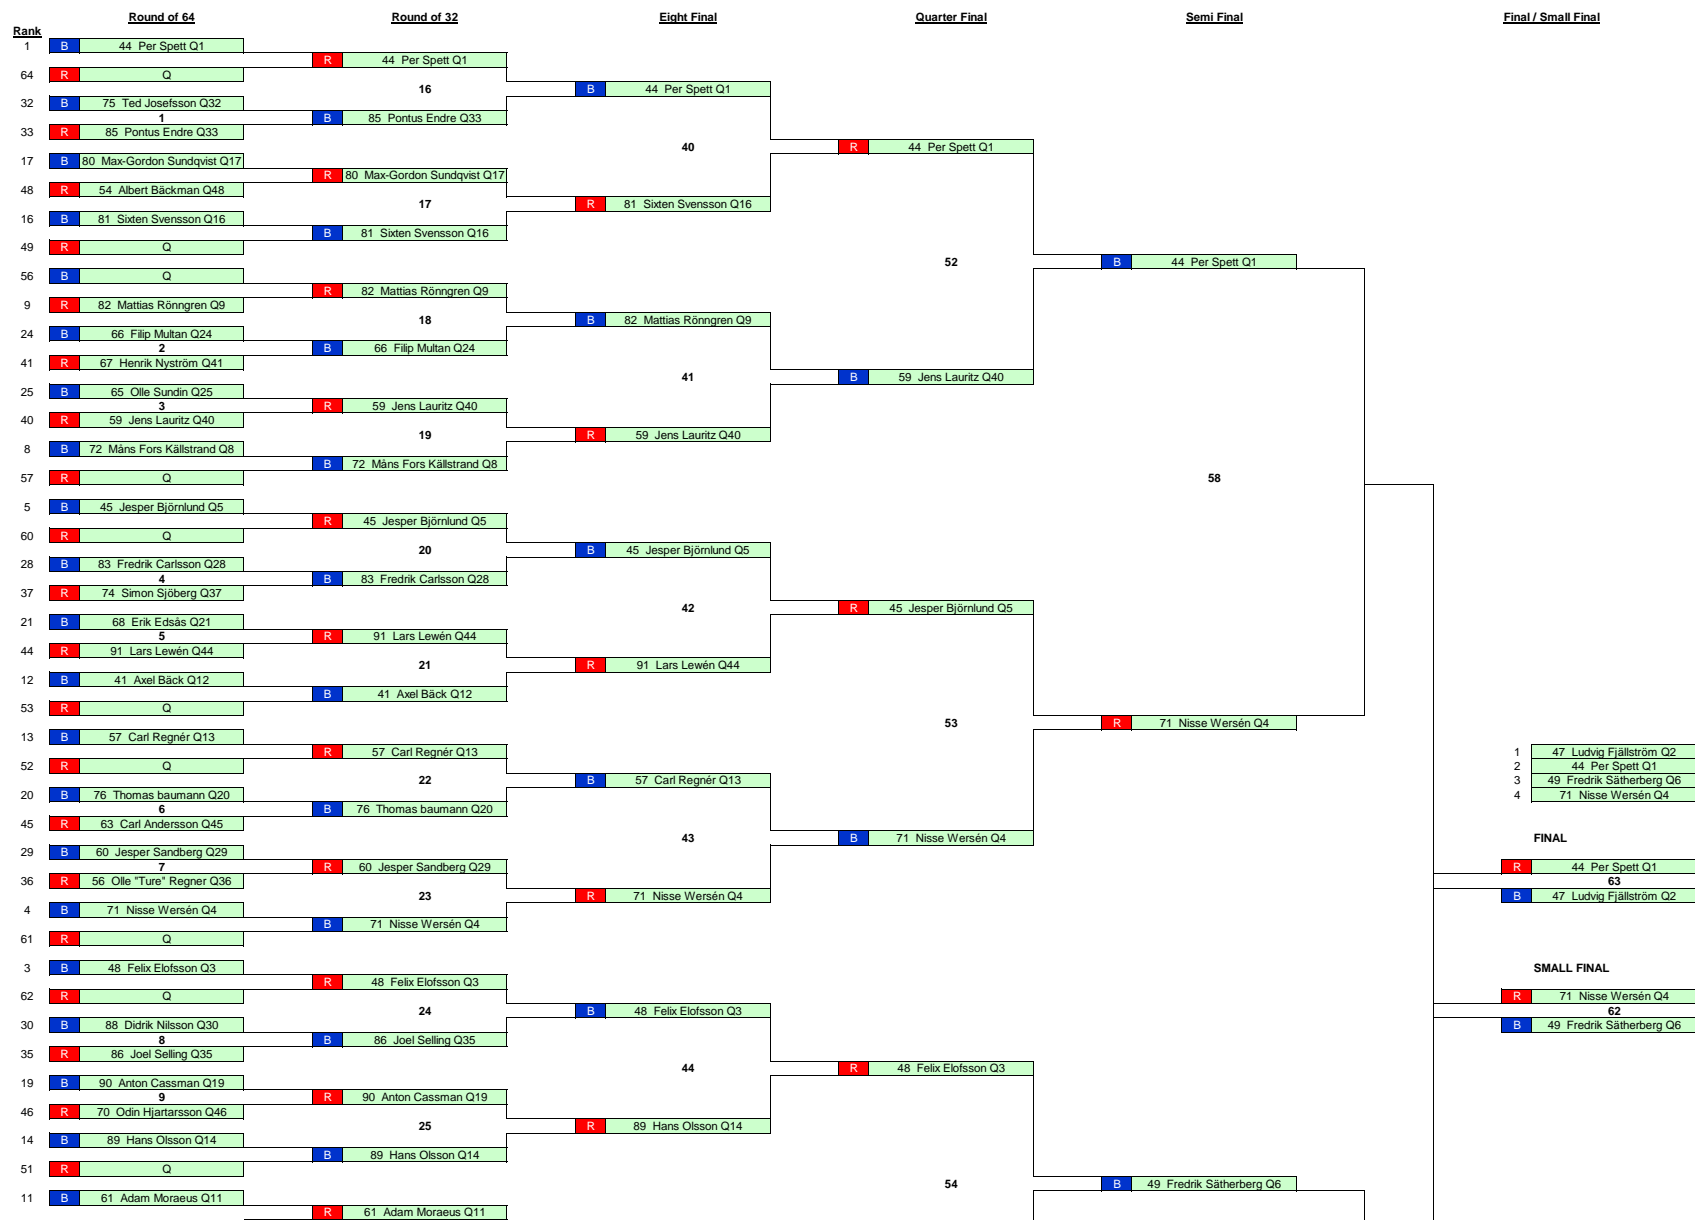 Round of 64 Round of 32 Eight Final Quarter Final Semi Final Final / Small Final
Rank
1 B 44 Per Spett Q1
R 44 Per Spett Q1
64 R Q
16 B 44 Per Spett Q1
32 B 75 Ted Josefsson Q32
1 B 85 Pontus Endre Q33
33 R 85 Pontus Endre Q33
40 R 44 Per Spett Q1
17 B 80 Max-Gordon Sundqvist Q17
R 80 Max-Gordon Sundqvist Q17
48 R 54 Albert Bäckman Q48
17 R 81 Sixten Svensson Q16
16 B 81 Sixten Svensson Q16
B 81 Sixten Svensson Q16
49 R Q
52 B 44 Per Spett Q1
56 B Q
R 82 Mattias Rönngren Q9
9 R 82 Mattias Rönngren Q9
18 B 82 Mattias Rönngren Q9
24 B 66 Filip Multan Q24
2 B 66 Filip Multan Q24
41 R 67 Henrik Nyström Q41
41 B 59 Jens Lauritz Q40
25 B 65 Olle Sundin Q25
3 R 59 Jens Lauritz Q40
40 R 59 Jens Lauritz Q40
19 R 59 Jens Lauritz Q40
8 B 72 Måns Fors Källstrand Q8
B 72 Måns Fors Källstrand Q8
57 R Q
58
5 B 45 Jesper Björnlund Q5
R 45 Jesper Björnlund Q5
60 R Q
20 B 45 Jesper Björnlund Q5
28 B 83 Fredrik Carlsson Q28
4 B 83 Fredrik Carlsson Q28
37 R 74 Simon Sjöberg Q37
42 R 45 Jesper Björnlund Q5
21 B 68 Erik Edsås Q21
5 R 91 Lars Lewén Q44
44 R 91 Lars Lewén Q44
21 R 91 Lars Lewén Q44
12 B 41 Axel Bäck Q12
B 41 Axel Bäck Q12
53 R Q
53 R 71 Nisse Wersén Q4
13 B 57 Carl Regnér Q13
R 57 Carl Regnér Q13 1 47 Ludvig Fjällström Q2
52 R Q 2 44 Per Spett Q1
22 B 57 Carl Regnér Q13 3 49 Fredrik Sätherberg Q6
20 B 76 Thomas baumann Q20 4 71 Nisse Wersén Q4
6 B 76 Thomas baumann Q20
45 R 63 Carl Andersson Q45
43 B 71 Nisse Wersén Q4 FINAL
29 B 60 Jesper Sandberg Q29
7 R 60 Jesper Sandberg Q29 R 44 Per Spett Q1
36 R 56 Olle "Ture" Regner Q36 63
23 R 71 Nisse Wersén Q4 B 47 Ludvig Fjällström Q2
4 B 71 Nisse Wersén Q4
B 71 Nisse Wersén Q4
61 R Q
3 B 48 Felix Elofsson Q3 SMALL FINAL
R 48 Felix Elofsson Q3
62 R Q R 71 Nisse Wersén Q4
24 B 48 Felix Elofsson Q3 62
30 B 88 Didrik Nilsson Q30 B 49 Fredrik Sätherberg Q6
8 B 86 Joel Selling Q35
35 R 86 Joel Selling Q35
44 R 48 Felix Elofsson Q3
19 B 90 Anton Cassman Q19
9 R 90 Anton Cassman Q19
46 R 70 Odin Hjartarsson Q46
25 R 89 Hans Olsson Q14
14 B 89 Hans Olsson Q14
B 89 Hans Olsson Q14
51 R Q
54 B 49 Fredrik Sätherberg Q6
11 B 61 Adam Moraeus Q11
R 61 Adam Moraeus Q11